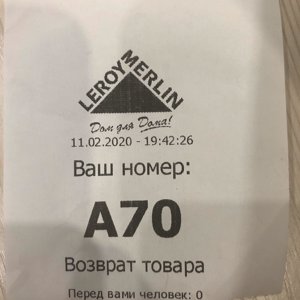 LEROY MERLIN
Дом для Дома!
11.02.2020 - 19:42:26
Ваш номер:
A70
Возврат товара
Перед вами человек: 0